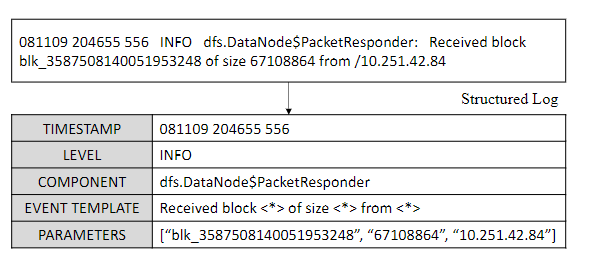 081109 204655 556 INFO dfs.DataNode$PacketResponder: Received block
blk_3587508140051953248 of size 67108864 from /10.251.42.84
Structured Log
TIMESTAMP 081109 204655 556
LEVEL INFO
COMPONENT dfs.DataNode$PacketResponder
EVENT TEMPLATE Received block <*> of size <*> from <*>
PARAMETERS [“blk_3587508140051953248”, “67108864”, “10.251.42.84”]